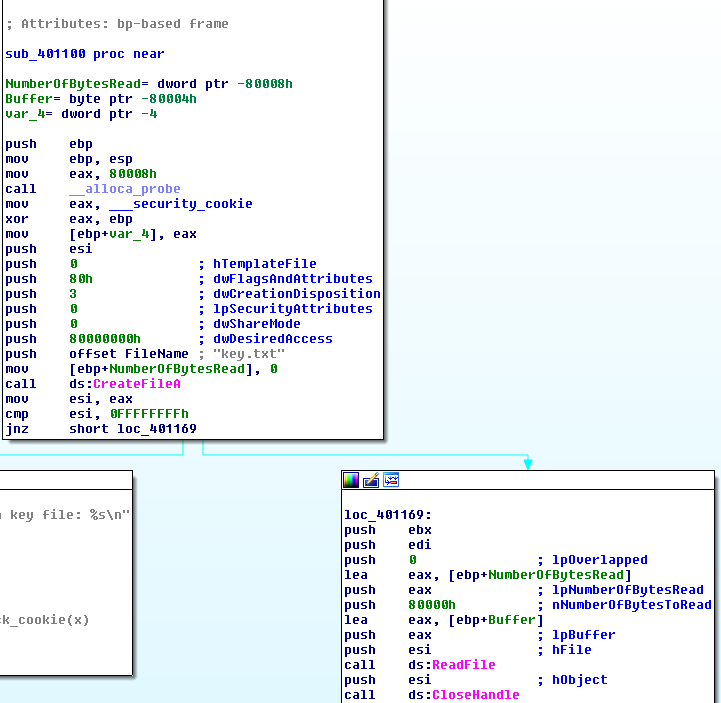 ; Attributes: bp-based frame
sub_401100 proc near
NumberOfBytesRead= dword ptr -80008h
Buffer= byte ptr -80004h
var_4= dword ptr -4
push ebp
mov ebp, esp
mov eax, 80008h
call __alloca_probe
mov eax, ___security_cookie
xor eax, ebp
mov [ebp+var_4], eax
push esi
push 0 ; hTemplateFile
push 80h ; dwFlagsAndAttributes
push 3 ; dwCreationDisposition
push 0 ; lpSecurityAttributes
push 0 ; dwShareMode
push 80000000h ; dwDesiredAccess
push offset FileName ; "key.txt"
mov [ebp+NumberOfBytesRead], 0
call ds:CreateFileA
mov esi, eax
cmp esi, 0FFFFFFFFh
jnz short loc_401169
key file: %s\n"
k_cookie(x)
loc_401169:
push ebx
push edi
push 0 ; lpOverlapped
lea eax, [ebp+NumberOfBytesRead]
push eax ; lpNumberOfBytesRead
push 80000h ; nNumberOfBytesToRead
lea eax, [ebp+Buffer]
push eax ; lpBuffer
push esi ; hFile
call ds:ReadFile
push esi ; hObject
call ds:CloseHandle